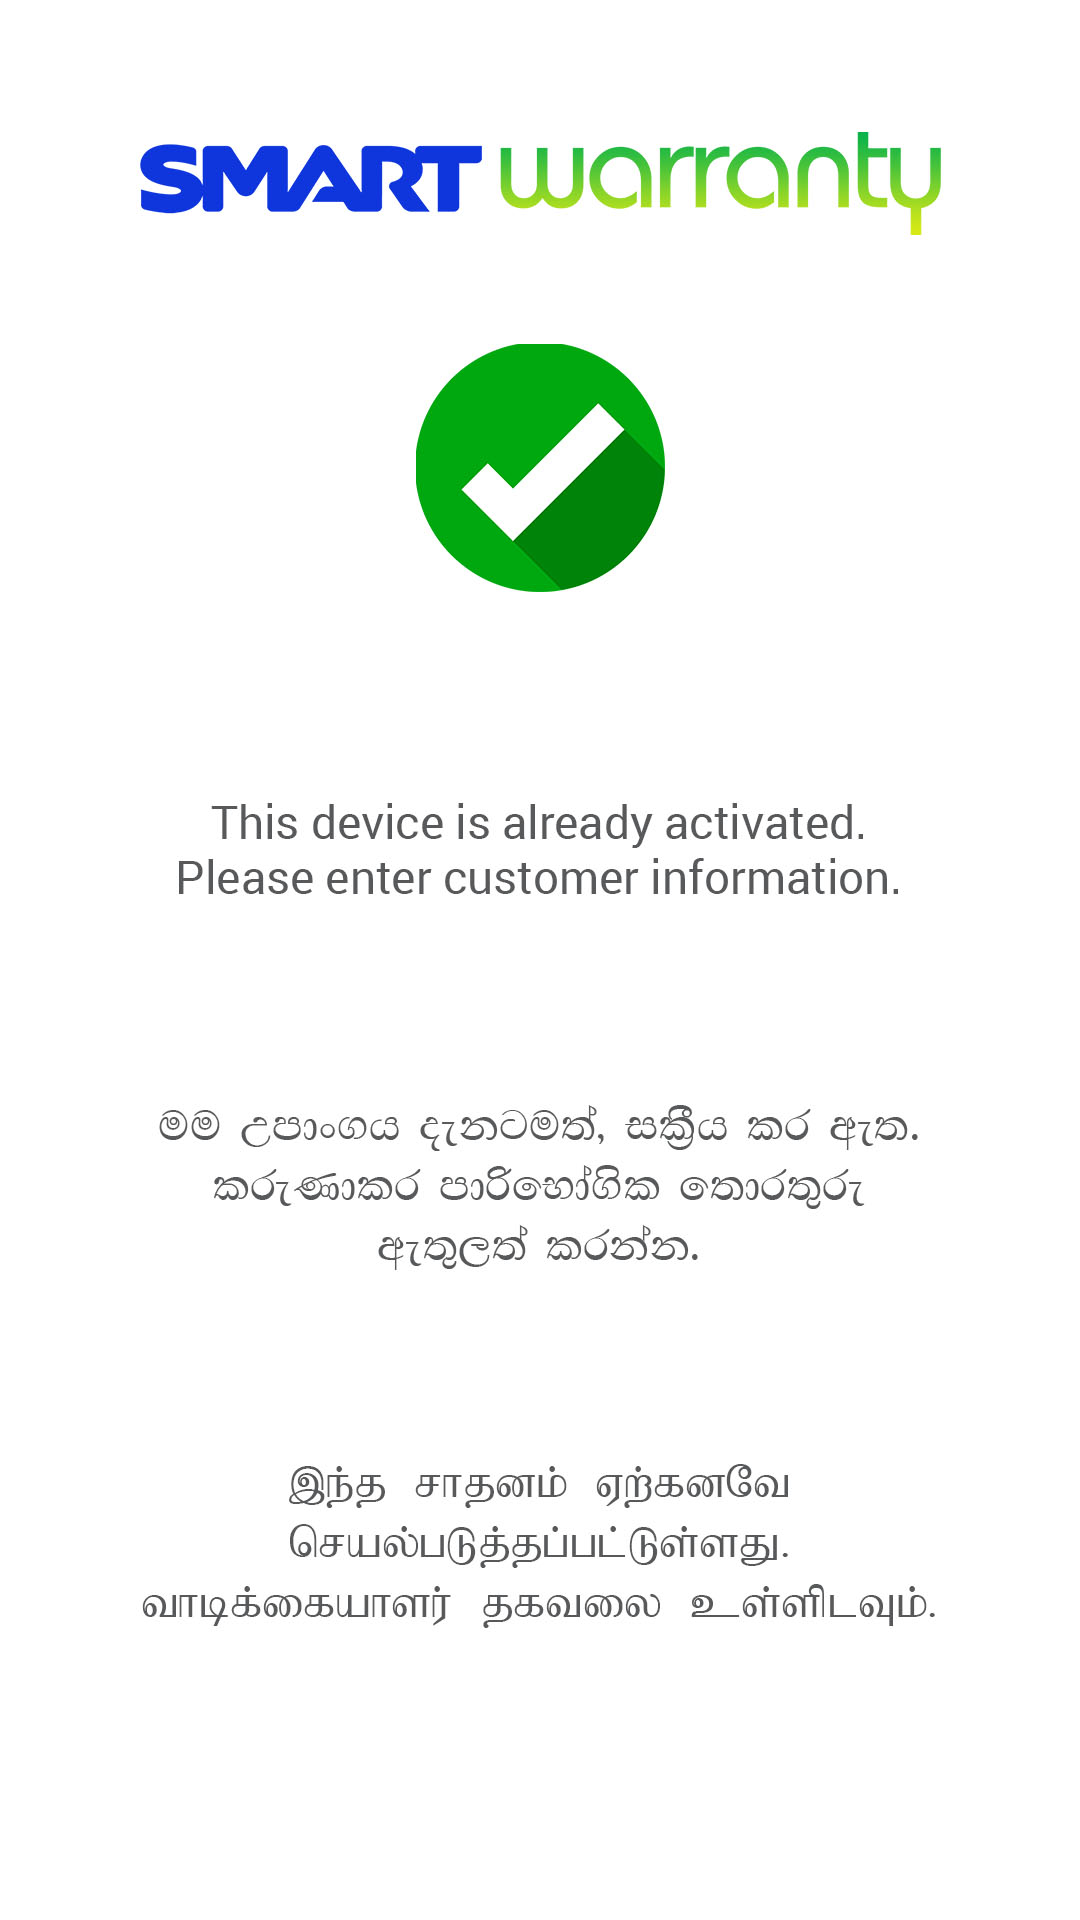 SMART warranty
This device is already activated.
Please enter customer information.
මම උපාංගය දැනටමත්, සක්‍රීය කර ඇත.
කරුණාකර පාරිභෝගික තොරතුරු
ඇතුලත් කරන්න.
இந்த சாதனம் ஏற்கனவே
செயல்படுத்தப்பட்டுள்ளது.
வாடிக்கையாளர் தகவலை உள்ளிடவும்.